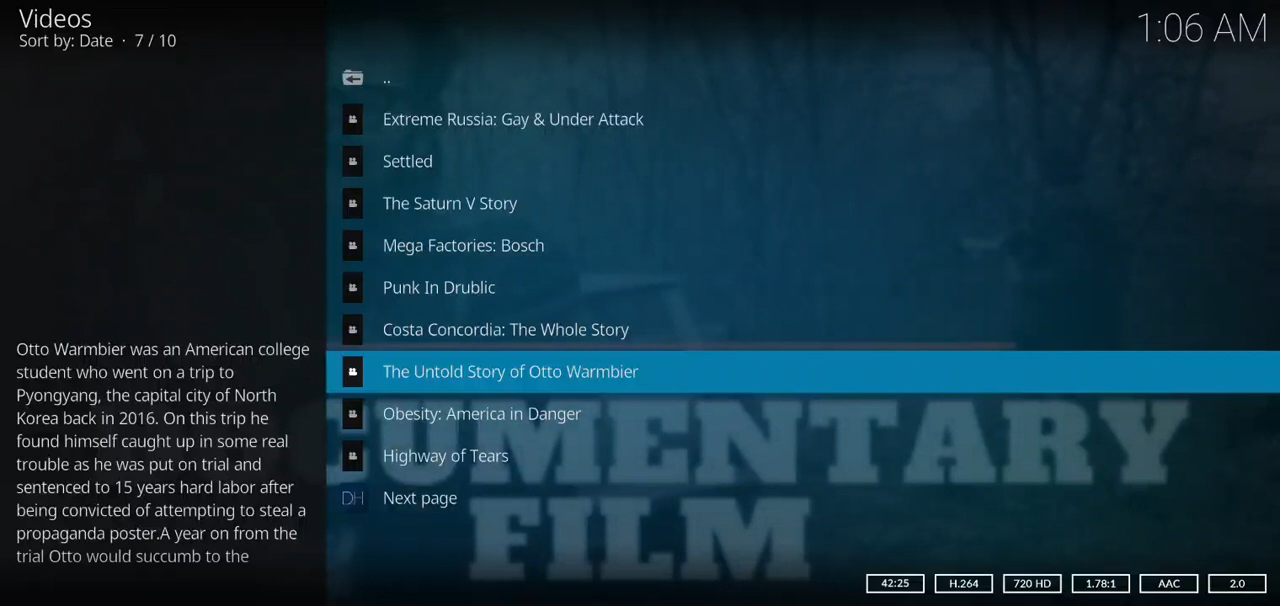 Videos
Sort by: Date · 7 / 10
1:06 AM
..
Extreme Russia: Gay & Under Attack
Settled
The Saturn V Story
Mega Factories: Bosch
Punk In Drublic
Costa Concordia: The Whole Story
The Untold Story of Otto Warmbier
Obesity: America in Danger
Highway of Tears
DH Next page
Otto Warmbier was an American college
student who went on a trip to
Pyongyang, the capital city of North
Korea back in 2016. On this trip he
found himself caught up in some real
trouble as he was put on trial and
sentenced to 15 years hard labor after
being convicted of attempting to steal a
propaganda poster.A year on from the
trial Otto would succumb to the
CUMENTARY
FILM
42:25
H.264
720 HD
1.78:1
AAC
2.0